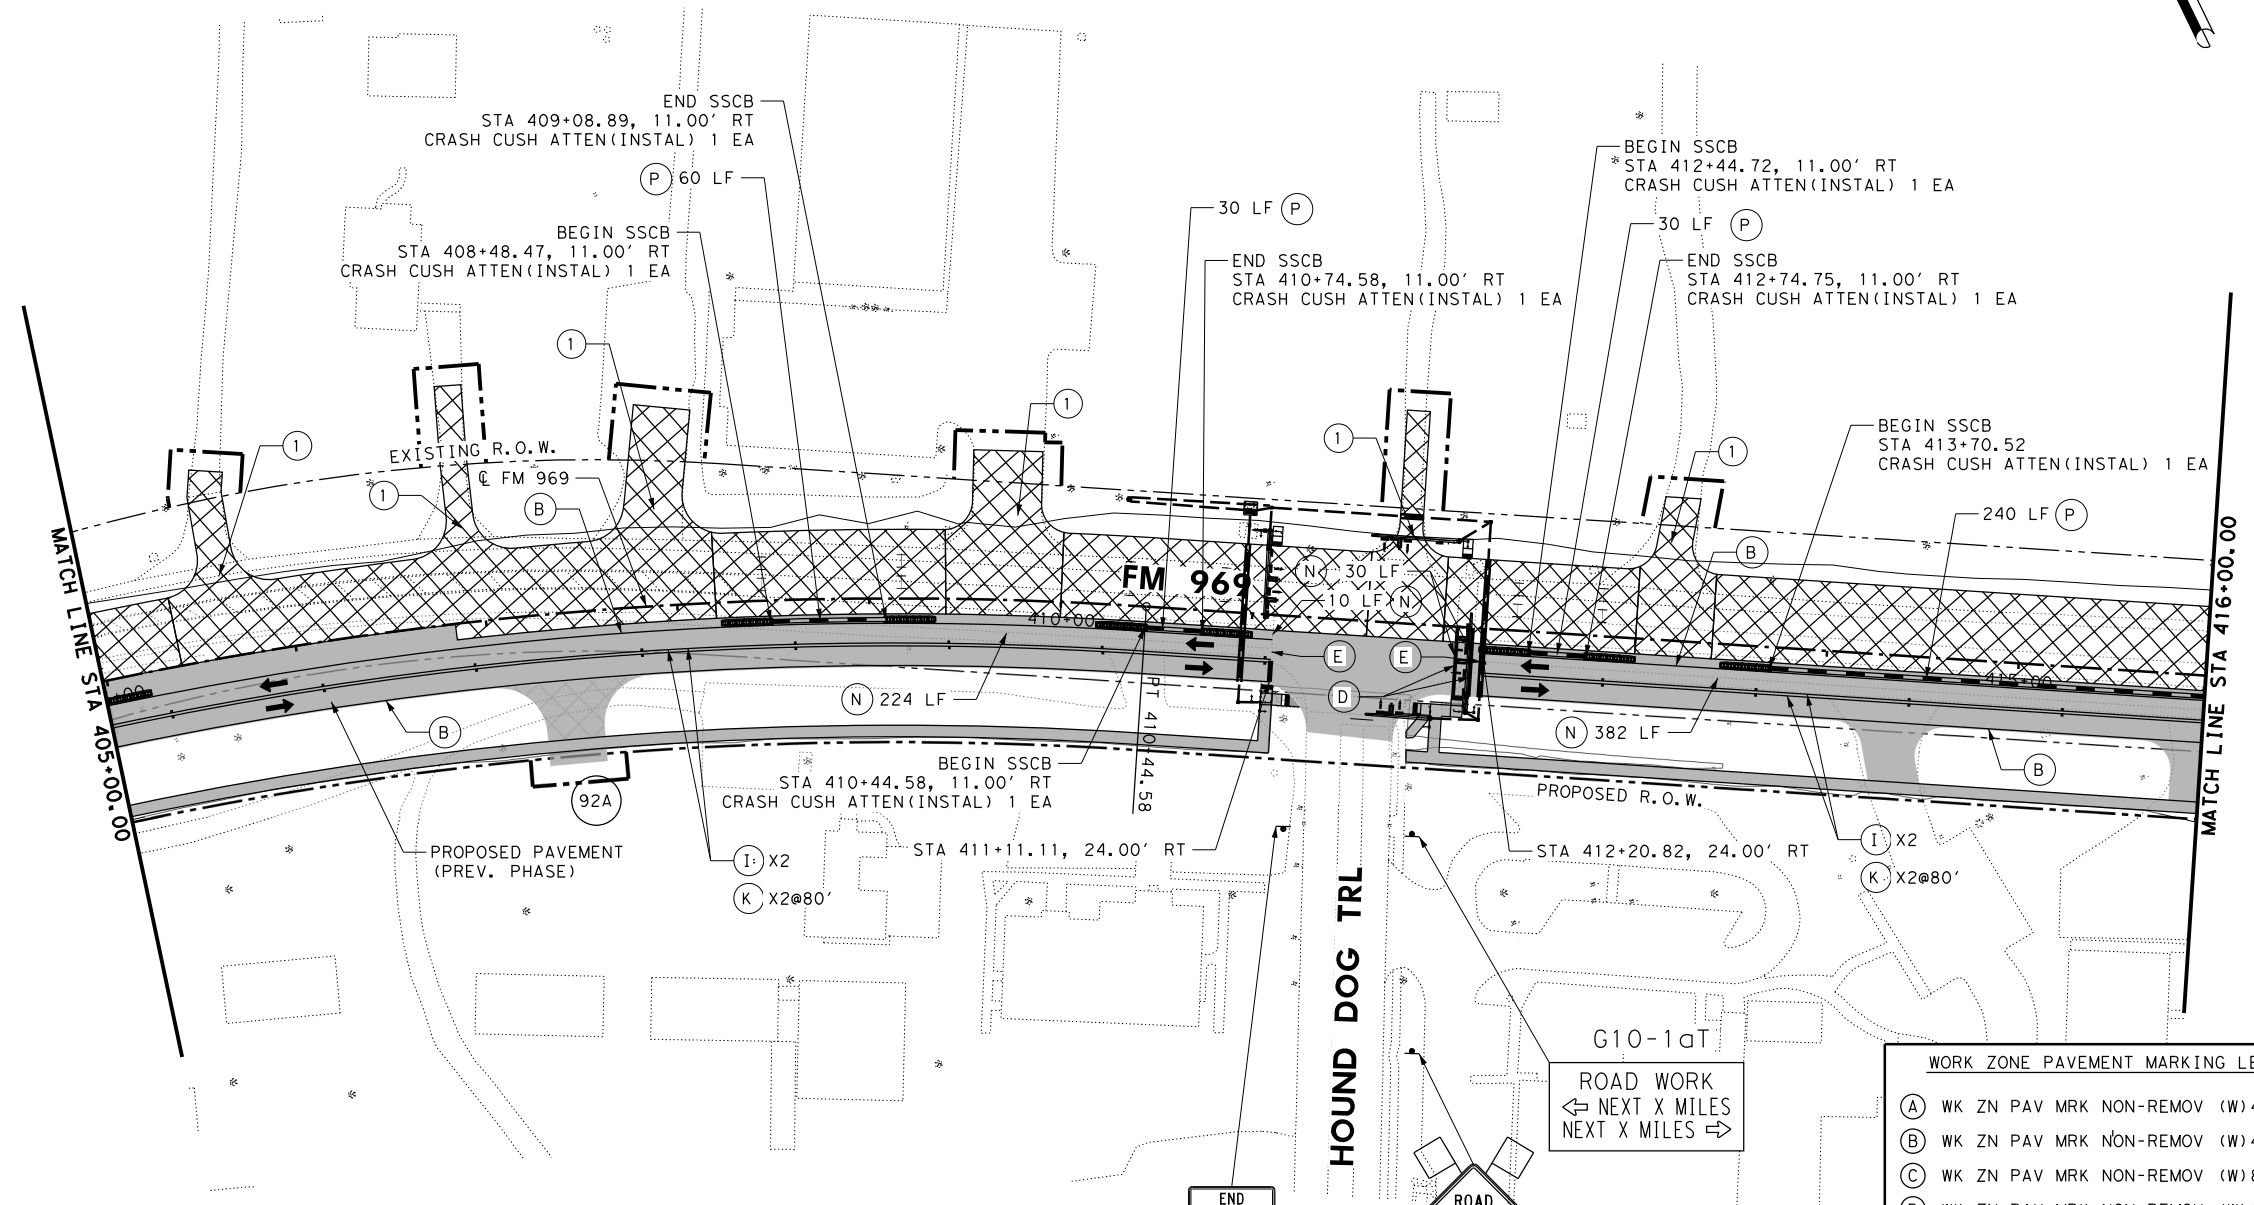 END SSCB
STA 409+08.89, 11.00' RT
CRASH CUSH ATTEN(INSTAL) 1 EA
P 60 LF
BEGIN SSCB
STA 408+48.47, 11.00' RT
CRASH CUSH ATTEN(INSTAL) 1 EA
30 LF P
END SSCB
STA 410+74.58, 11.00' RT
CRASH CUSH ATTEN(INSTAL) 1 EA
BEGIN SSCB
STA 412+44.72, 11.00' RT
CRASH CUSH ATTEN(INSTAL) 1 EA
30 LF P
END SSCB
STA 412+74.75, 11.00' RT
CRASH CUSH ATTEN(INSTAL) 1 EA
BEGIN SSCB
STA 413+70.52
CRASH CUSH ATTEN(INSTAL) 1 EA
240 LF P
1
1
1
1
1
1
EXISTING R.O.W.
℄ FM 969
B
B
FM 969
N 30 LF
10 LF N
410+00
415+00
E
E
D
MATCH LINE STA 405+00.00
MATCH LINE STA 416+00.00
B
N 224 LF
PT 410+44.58
N 382 LF
B
BEGIN SSCB
STA 410+44.58, 11.00' RT
CRASH CUSH ATTEN(INSTAL) 1 EA
92A
PROPOSED R.O.W.
PROPOSED PAVEMENT
(PREV. PHASE)
I X2
K X2@80'
STA 411+11.11, 24.00' RT
STA 412+20.82, 24.00' RT
I X2
K X2@80'
HOUND DOG TRL
G10-1aT
ROAD WORK
⇦ NEXT X MILES
NEXT X MILES ⇨
END
ROAD
WORK ZONE PAVEMENT MARKING LE
A WK ZN PAV MRK NON-REMOV (W)4
B WK ZN PAV MRK NON-REMOV (W)4
C WK ZN PAV MRK NON-REMOV (W)8